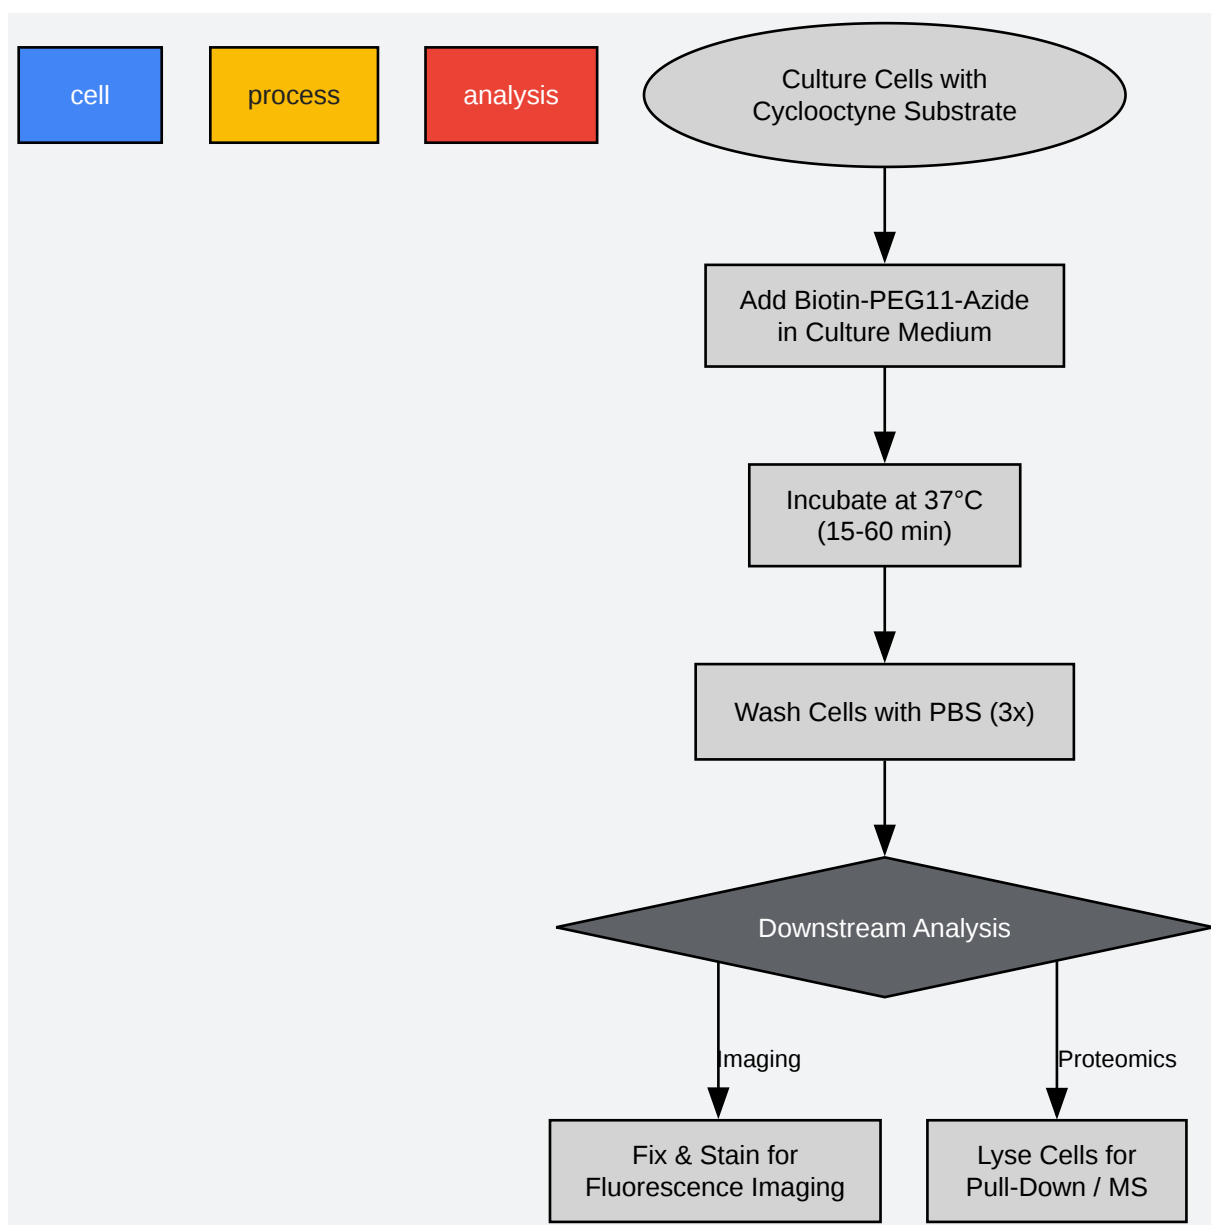 cell
process
analysis
Culture Cells with
Cyclooctyne Substrate
Add Biotin-PEG11-Azide
in Culture Medium
Incubate at 37°C
(15-60 min)
Wash Cells with PBS (3x)
Downstream Analysis
Imaging
Proteomics
Fix & Stain for
Fluorescence Imaging
Lyse Cells for
Pull-Down / MS